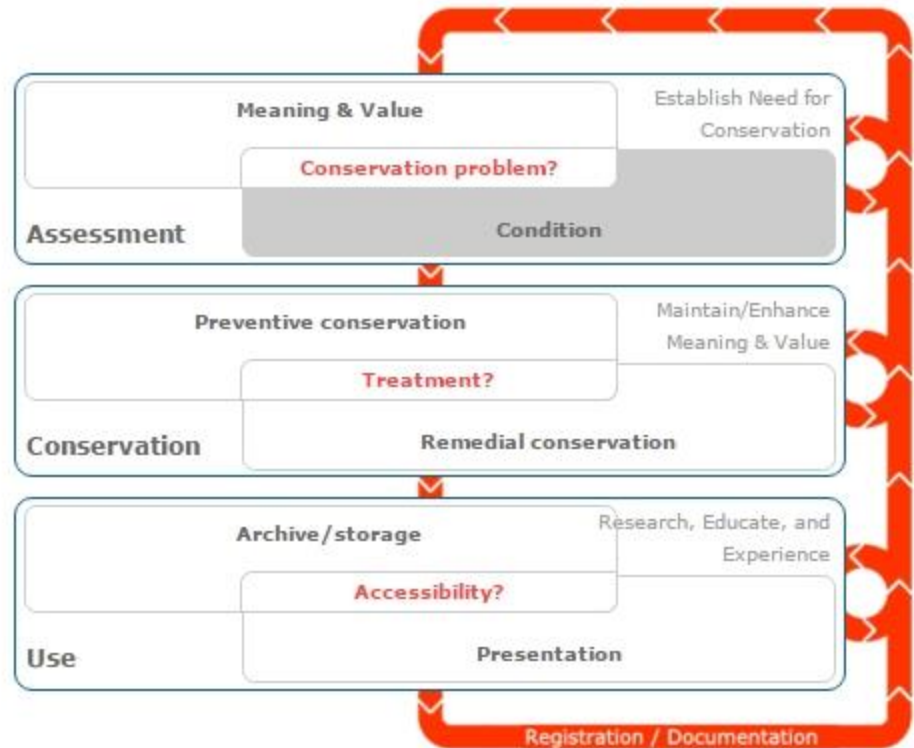 Meaning & Value
Establish Need for
Conservation
Conservation problem?
Assessment
Condition
Preventive conservation
Maintain/Enhance
Meaning & Value
Treatment?
Conservation
Remedial conservation
Archive/storage
Research, Educate, and
Experience
Accessibility?
Use
Presentation
Registration / Documentation